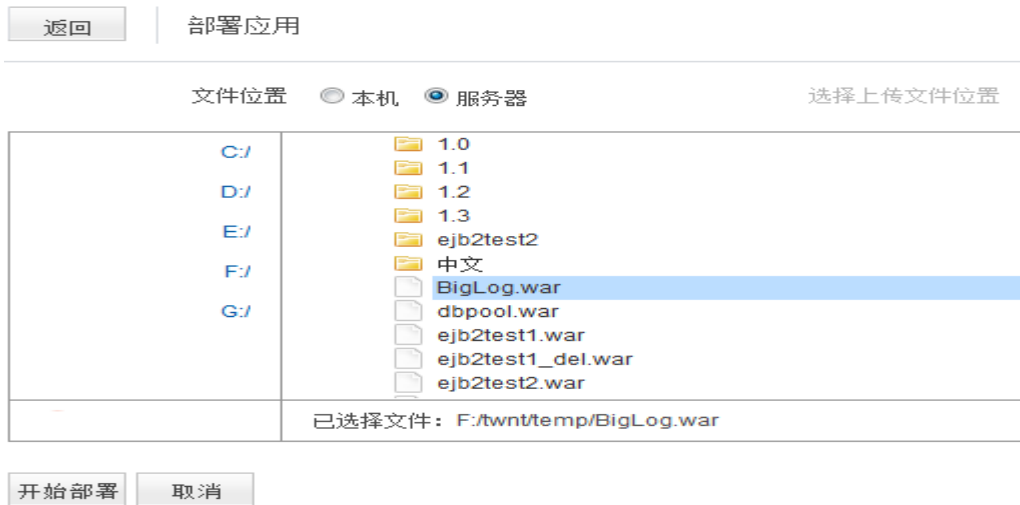 返回 部署应用
文件位置 本机 服务器 选择上传文件位置
C:/
D:/
E:/
F:/
G:/
1.0
1.1
1.2
1.3
ejb2test2
中文
BigLog.war
dbpool.war
ejb2test1.war
ejb2test1_del.war
ejb2test2.war
已选择文件：F:/twnt/temp/BigLog.war
开始部署 取消